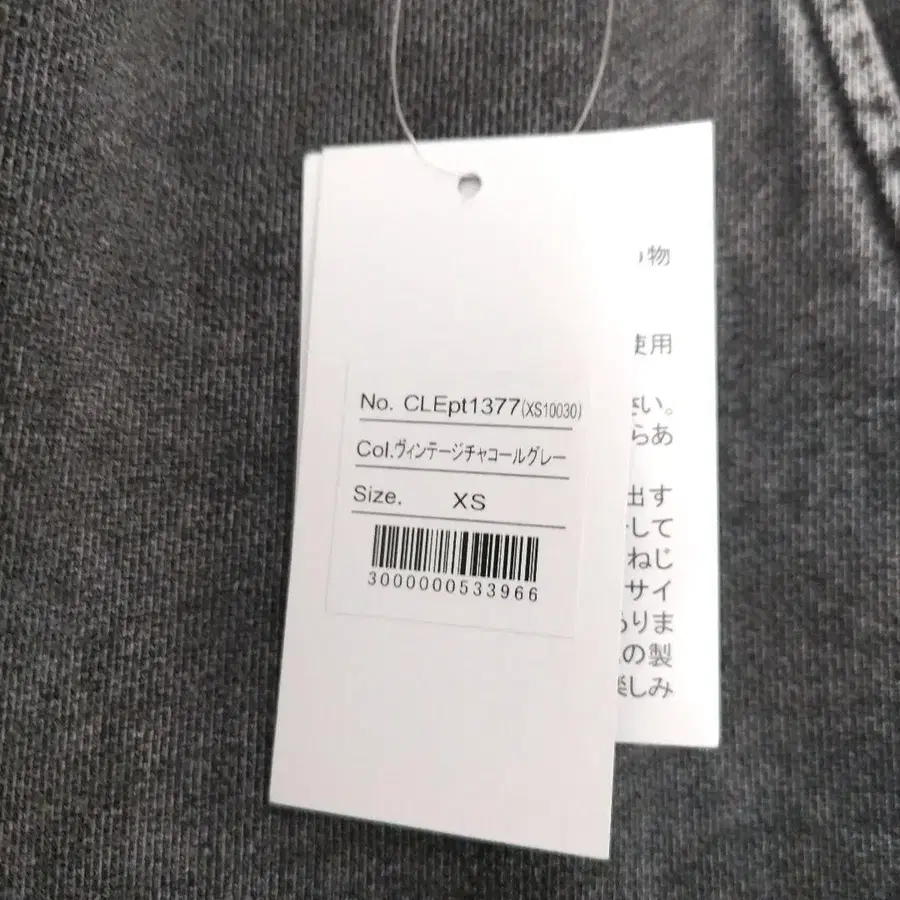 No. CLEpt1377(XS10030)
Col.ヴィンテージチャコールグレー
Size. XS
3000000533966
物
使用
さい。
らあ
出す
して
ねじ
サイ
りま
の製
楽しみ